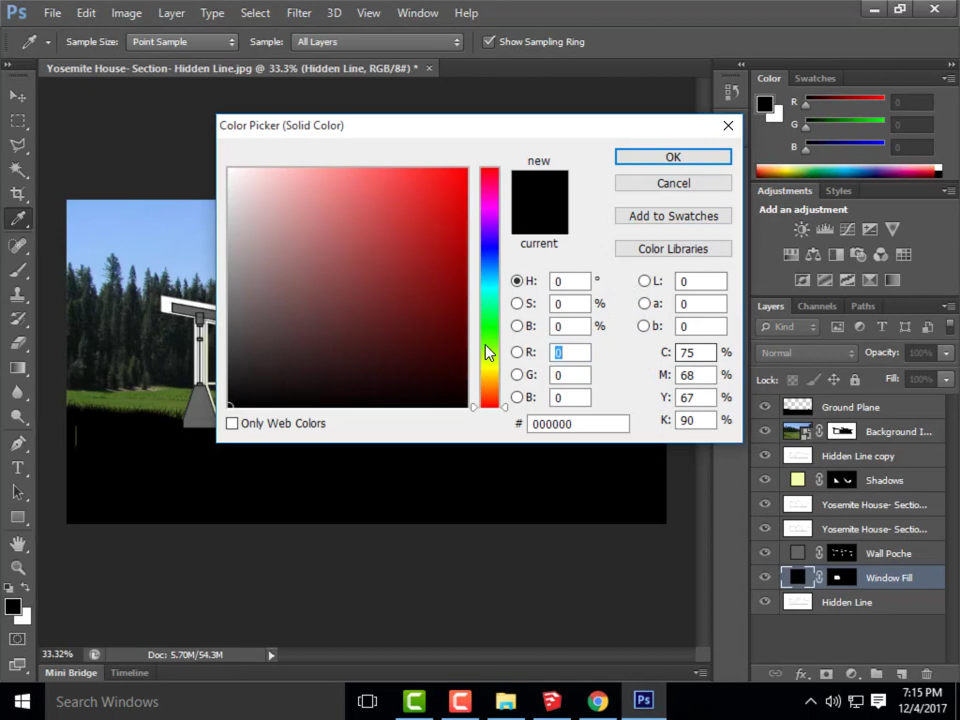 Ps File Edit Image Layer Type Select Filter 3D View Window Help
Sample Size: Point Sample Sample: All Layers Show Sampling Ring
Yosemite House- Section- Hidden Line.jpg @ 33.3% (Hidden Line, RGB/8#) * ×
Color Swatches
R 0
G 0
B 0
Color Picker (Solid Color)
new
current
OK
Cancel
Add to Swatches
Color Libraries
H: 0 °
S: 0 %
B: 0 %
R: 0
G: 0
B: 0
L: 0
a: 0
b: 0
C: 75 %
M: 68 %
Y: 67 %
K: 90 %
# 000000
Only Web Colors
Adjustments Styles
Add an adjustment
Layers Channels Paths
Kind
Normal Opacity: 100%
Lock: Fill: 100%
Ground Plane
Background I...
Hidden Line copy
Shadows
Yosemite House- Sectio...
Yosemite House- Sectio...
Wall Poche
Window Fill
Hidden Line
33.32% Doc: 5.70M/54.3M
Mini Bridge Timeline
Search Windows
7:15 PM
12/4/2017